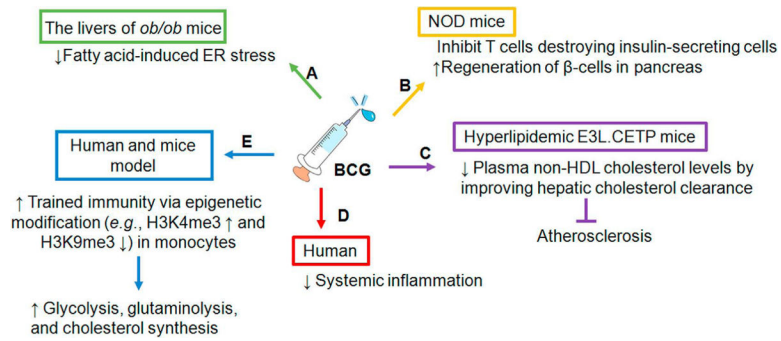 The livers of ob/ob mice
↓Fatty acid-induced ER stress
A
NOD mice
Inhibit T cells destroying insulin-secreting cells
↑Regeneration of β-cells in pancreas
B
Human and mice
model
E
↑ Trained immunity via epigenetic
modification (e.g., H3K4me3 ↑ and
H3K9me3 ↓) in monocytes
↑ Glycolysis, glutaminolysis,
and cholesterol synthesis
BCG
C
Hyperlipidemic E3L.CETP mice
↓ Plasma non-HDL cholesterol levels by
improving hepatic cholesterol clearance
Atherosclerosis
D
Human
↓ Systemic inflammation